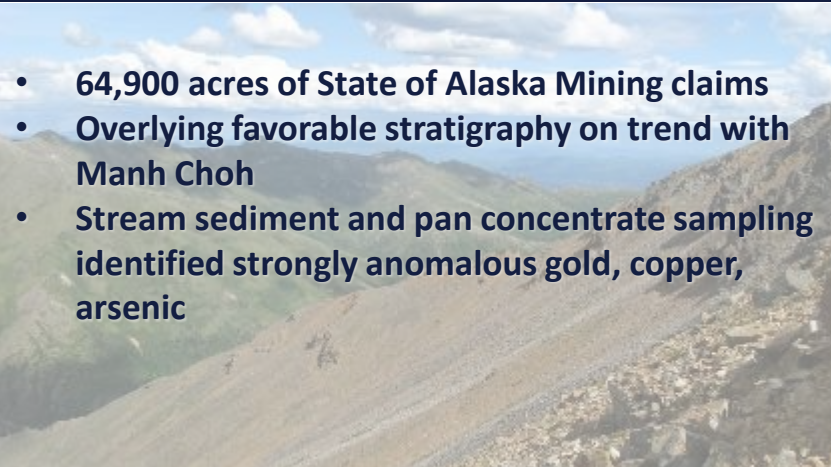 • 64,900 acres of State of Alaska Mining claims
• Overlying favorable stratigraphy on trend with
Manh Choh
• Stream sediment and pan concentrate sampling
identified strongly anomalous gold, copper,
arsenic